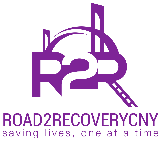 R2R
ROAD2RECOVERYCNY
saving lives, one at a time